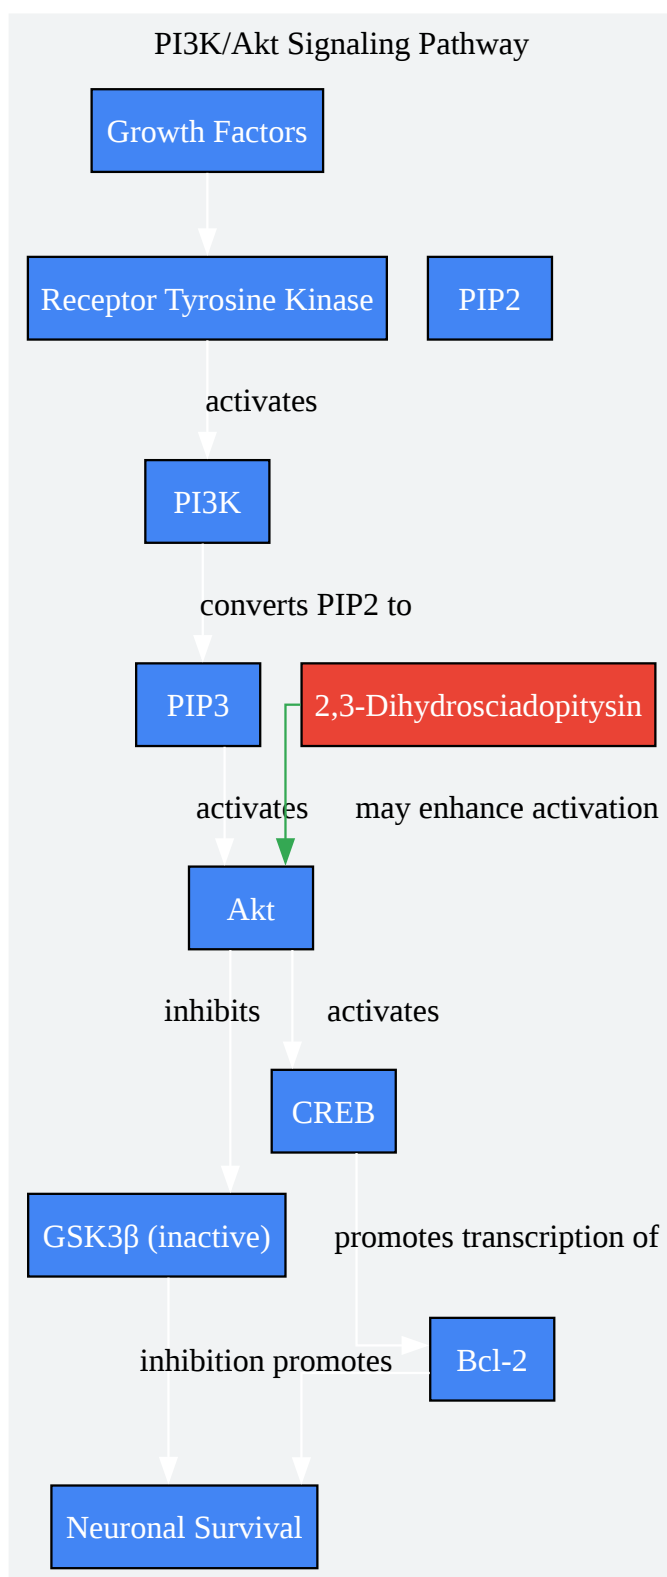 PI3K/Akt Signaling Pathway
Growth Factors
Receptor Tyrosine Kinase
PIP2
activates
PI3K
converts PIP2 to
PIP3
2,3-Dihydrosciadopitysin
activates
may enhance activation
Akt
inhibits
activates
CREB
GSK3β (inactive)
promotes transcription of
inhibition promotes
Bcl-2
Neuronal Survival